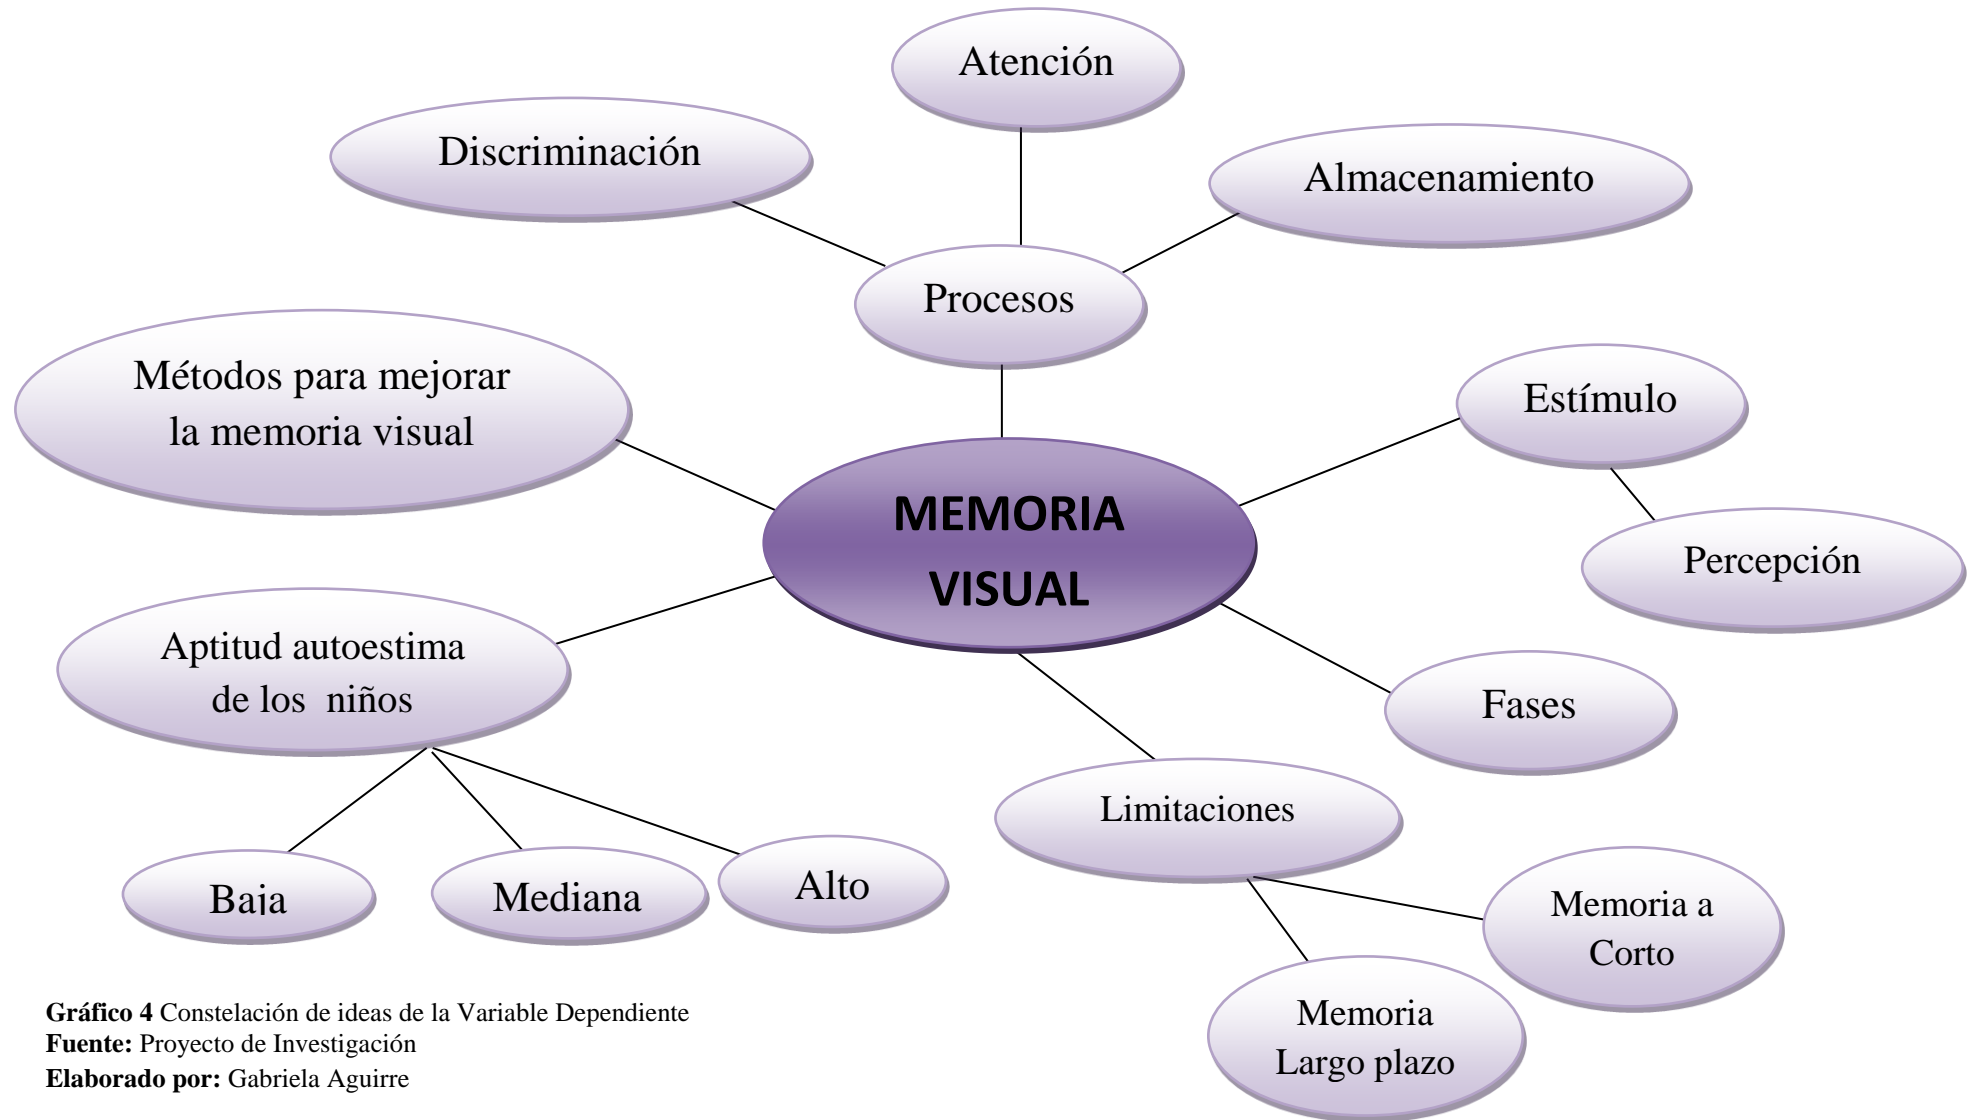 Atención
Discriminación
Almacenamiento
Procesos
Métodos para mejorar
la memoria visual
Estímulo
MEMORIA
VISUAL
Percepción
Aptitud autoestima
de los  niños
Fases
Limitaciones
Baja
Mediana
Alto
Memoria a
Corto
Memoria
Largo plazo
Gráfico 4 Constelación de ideas de la Variable Dependiente
Fuente: Proyecto de Investigación
Elaborado por: Gabriela Aguirre